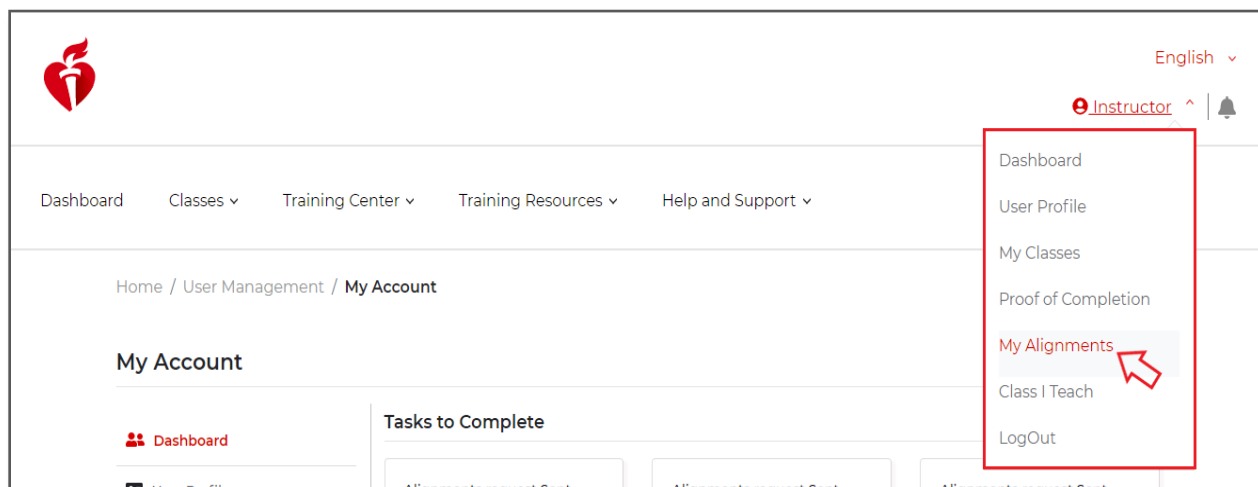 English
Instructor
Dashboard
User Profile
My Classes
Proof of Completion
My Alignments
Class I Teach
LogOut
Dashboard Classes Training Center Training Resources Help and Support
Home / User Management / My Account
My Account
Dashboard
Tasks to Complete